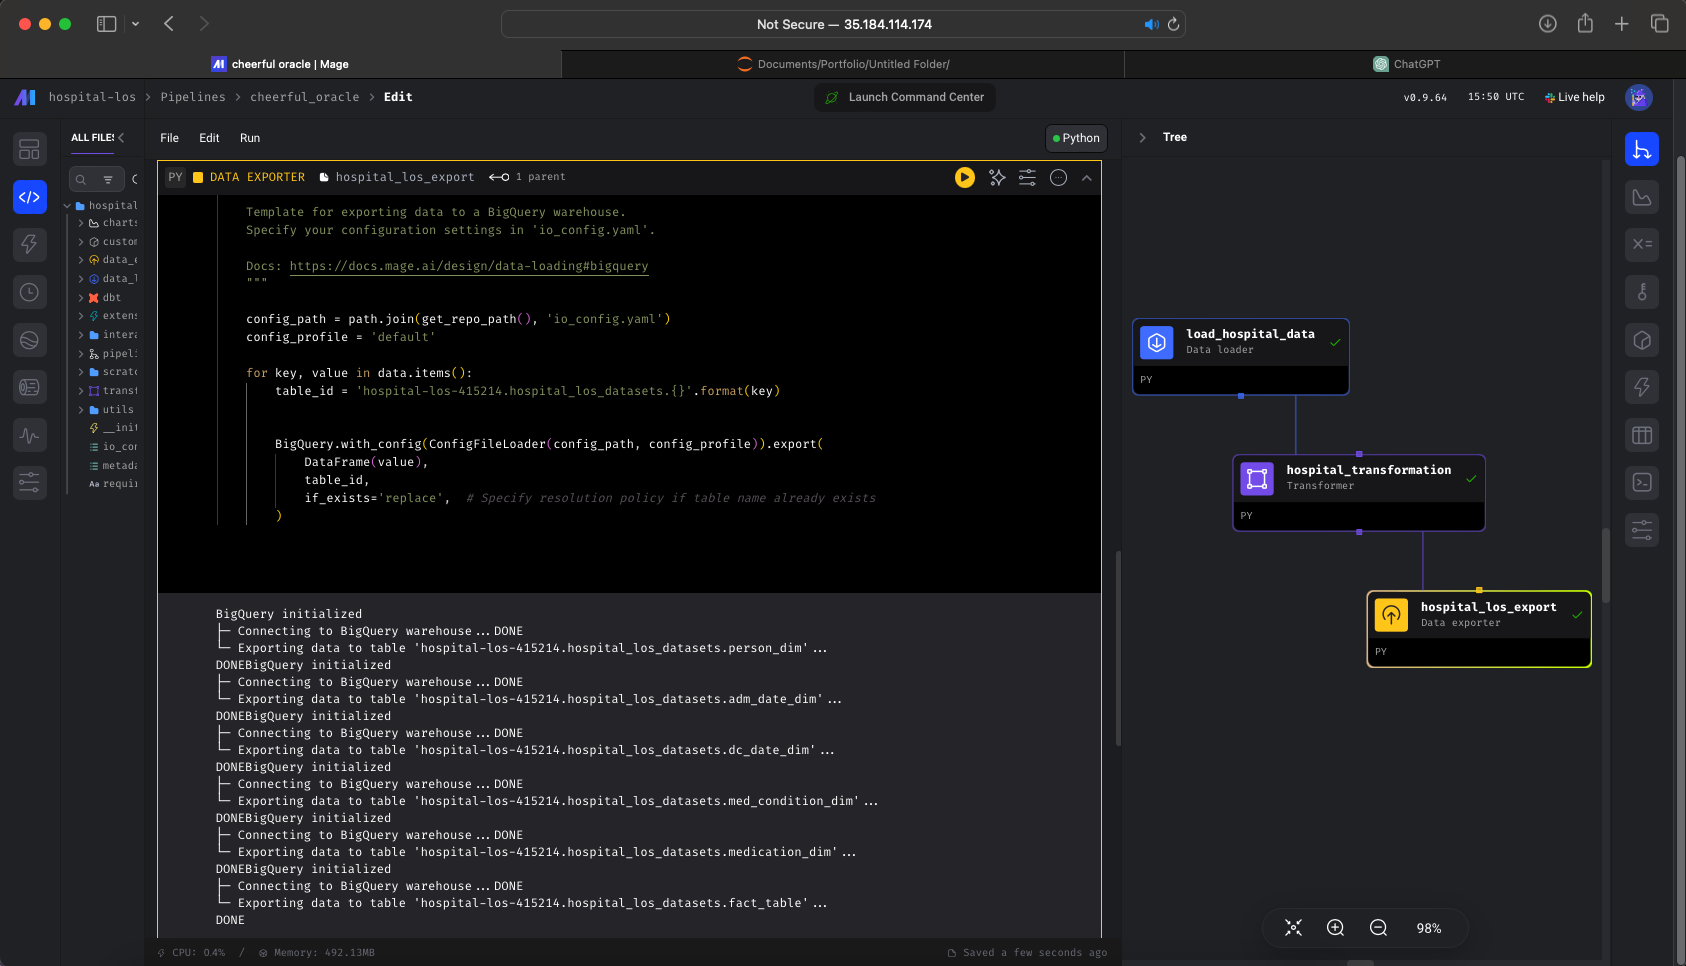 Not Secure — 35.184.114.174
cheerful oracle | Mage
Documents/Portfolio/Untitled Folder/
ChatGPT
hospital-los > Pipelines > cheerful_oracle > Edit
Launch Command Center
v0.9.64
15:50 UTC
Live help
ALL FILES
File
Edit
Run
Python
Tree
hospital
charts
custom
data_e
data_l
dbt
extens
intera
pipeli
scratc
transf
utils
__init
io_con
metada
requir
PY DATA EXPORTER hospital_los_export 1 parent
Template for exporting data to a BigQuery warehouse.
Specify your configuration settings in 'io_config.yaml'.
Docs: https://docs.mage.ai/design/data-loading#bigquery
"""
config_path = path.join(get_repo_path(), 'io_config.yaml')
config_profile = 'default'
for key, value in data.items():
table_id = 'hospital-los-415214.hospital_los_datasets.{}'.format(key)
BigQuery.with_config(ConfigFileLoader(config_path, config_profile)).export(
DataFrame(value),
table_id,
if_exists='replace',  # Specify resolution policy if table name already exists
)
BigQuery initialized
├─ Connecting to BigQuery warehouse...DONE
└─ Exporting data to table 'hospital-los-415214.hospital_los_datasets.person_dim'...
DONEBigQuery initialized
├─ Connecting to BigQuery warehouse...DONE
└─ Exporting data to table 'hospital-los-415214.hospital_los_datasets.adm_date_dim'...
DONEBigQuery initialized
├─ Connecting to BigQuery warehouse...DONE
└─ Exporting data to table 'hospital-los-415214.hospital_los_datasets.dc_date_dim'...
DONEBigQuery initialized
├─ Connecting to BigQuery warehouse...DONE
└─ Exporting data to table 'hospital-los-415214.hospital_los_datasets.med_condition_dim'...
DONEBigQuery initialized
├─ Connecting to BigQuery warehouse...DONE
└─ Exporting data to table 'hospital-los-415214.hospital_los_datasets.medication_dim'...
DONEBigQuery initialized
├─ Connecting to BigQuery warehouse...DONE
└─ Exporting data to table 'hospital-los-415214.hospital_los_datasets.fact_table'...
DONE
CPU: 0.4% / Memory: 492.13MB
Saved a few seconds ago
load_hospital_data
Data loader
PY
hospital_transformation
Transformer
PY
hospital_los_export
Data exporter
PY
98%